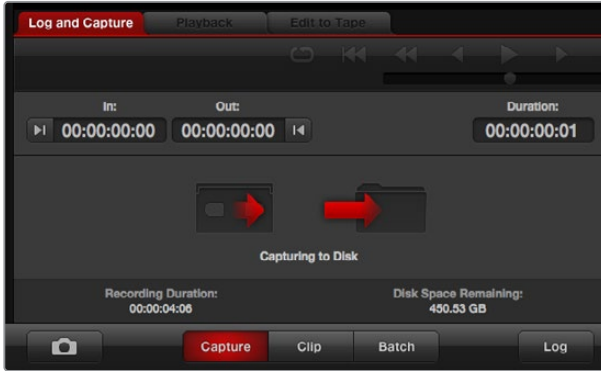 Log and Capture Playback Edit to Tape
In: Out: Duration:
00:00:00:00 00:00:00:00 00:00:00:01
Capturing to Disk
Recording Duration: Disk Space Remaining:
00:00:04:06 450.53 GB
Capture Clip Batch Log